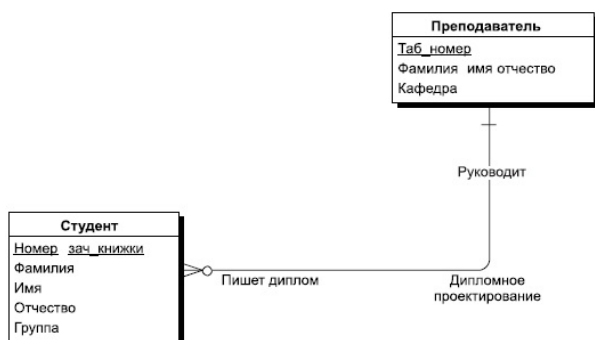 Преподаватель
Таб_номер
Фамилия имя отчество
Кафедра
Руководит
Студент
Номер зач_книжки
Фамилия
Имя
Отчество
Группа
Пишет диплом
Дипломное
проектирование